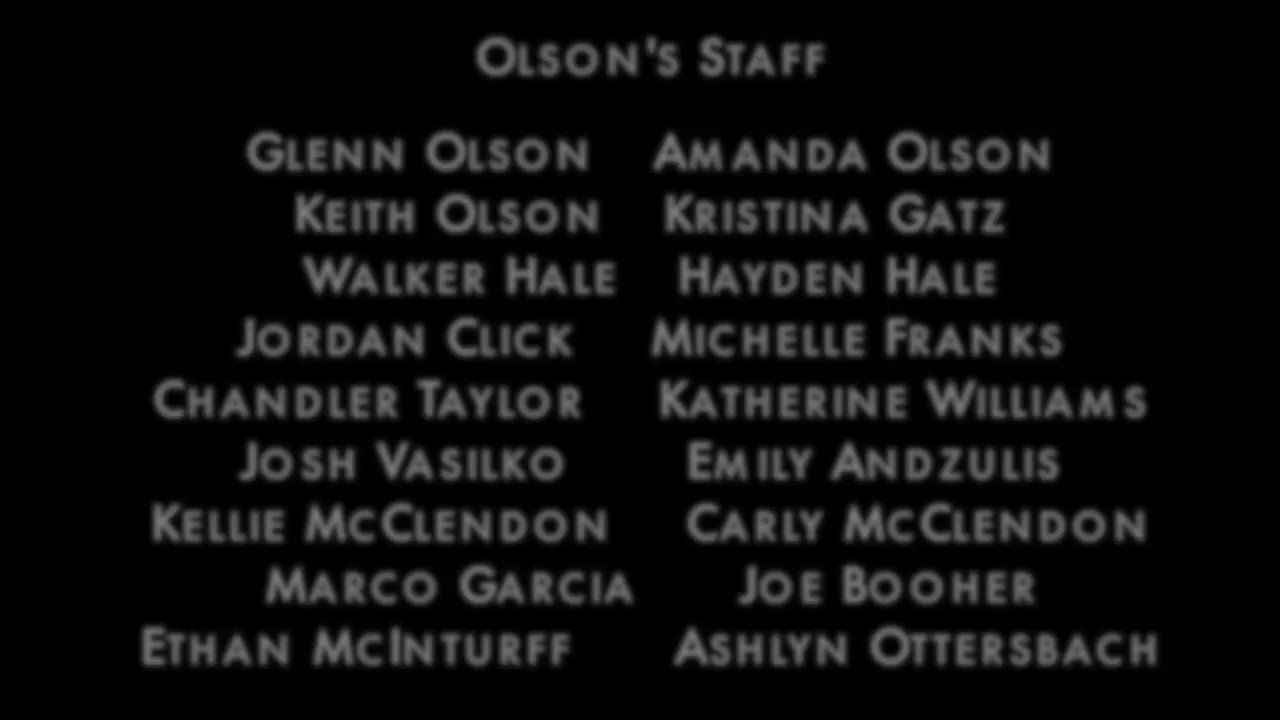 Olson's Staff
Glenn Olson Amanda Olson
Keith Olson Kristina Gatz
Walker Hale Hayden Hale
Jordan Click Michelle Franks
Chandler Taylor Katherine Williams
Josh Vasilko Emily Andzulis
Kellie McClendon Carly McClendon
Marco Garcia Joe Booher
Ethan McInturff Ashlyn Ottersbach